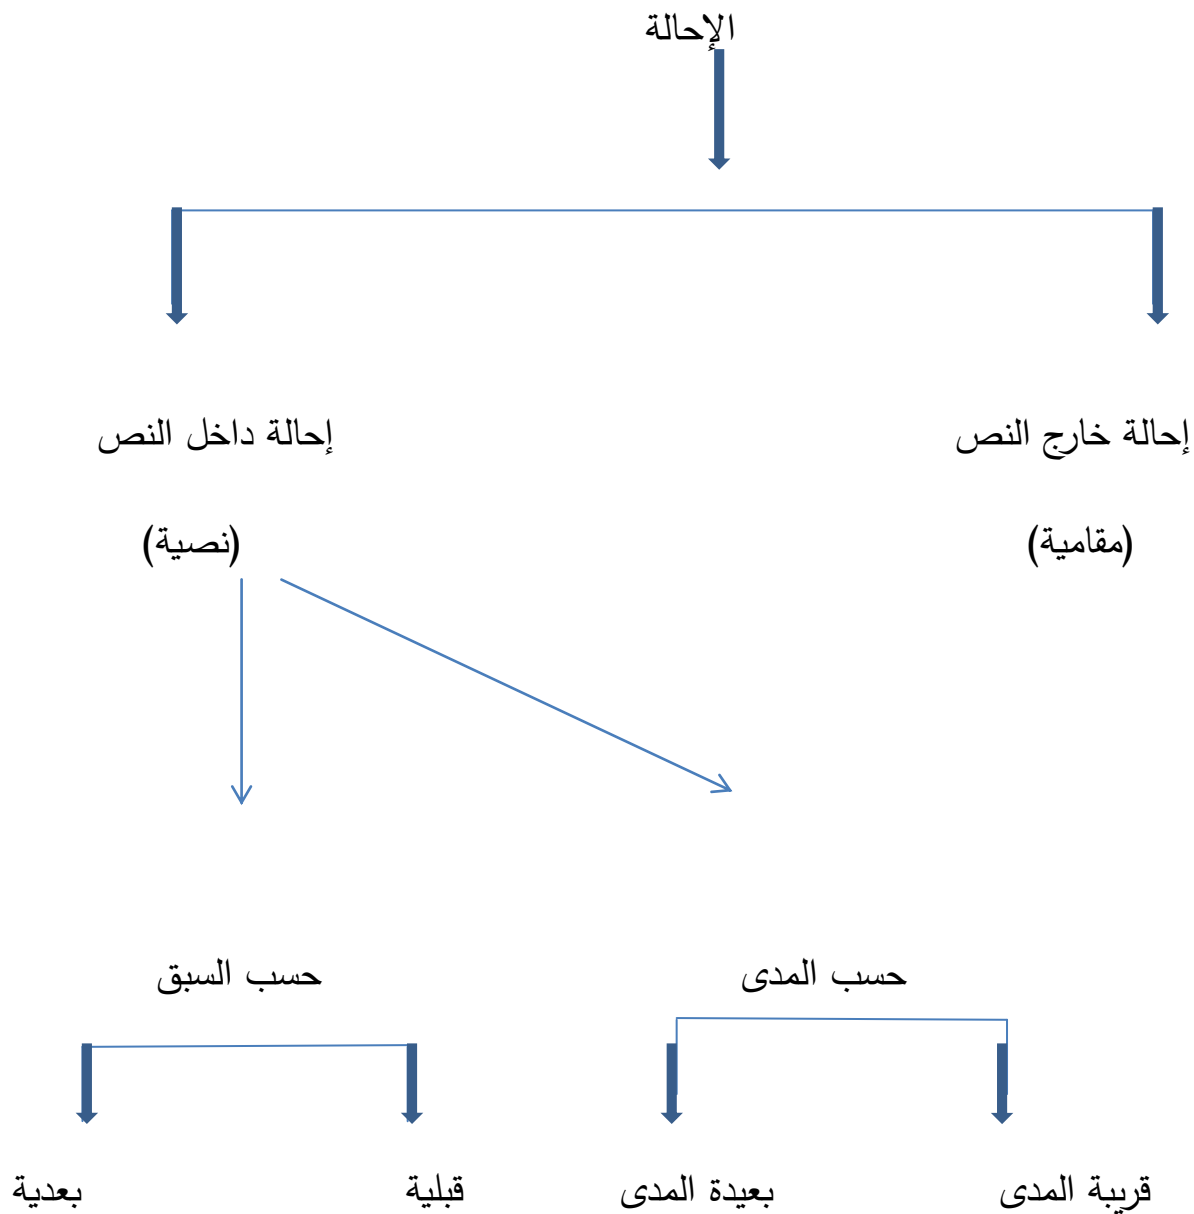 الإحالة
إحالة خارج النص
إحالة داخل النص
(مقامية)
(نصية)
حسب المدى
حسب السبق
قريبة المدى
بعيدة المدى
قبلية
بعدية